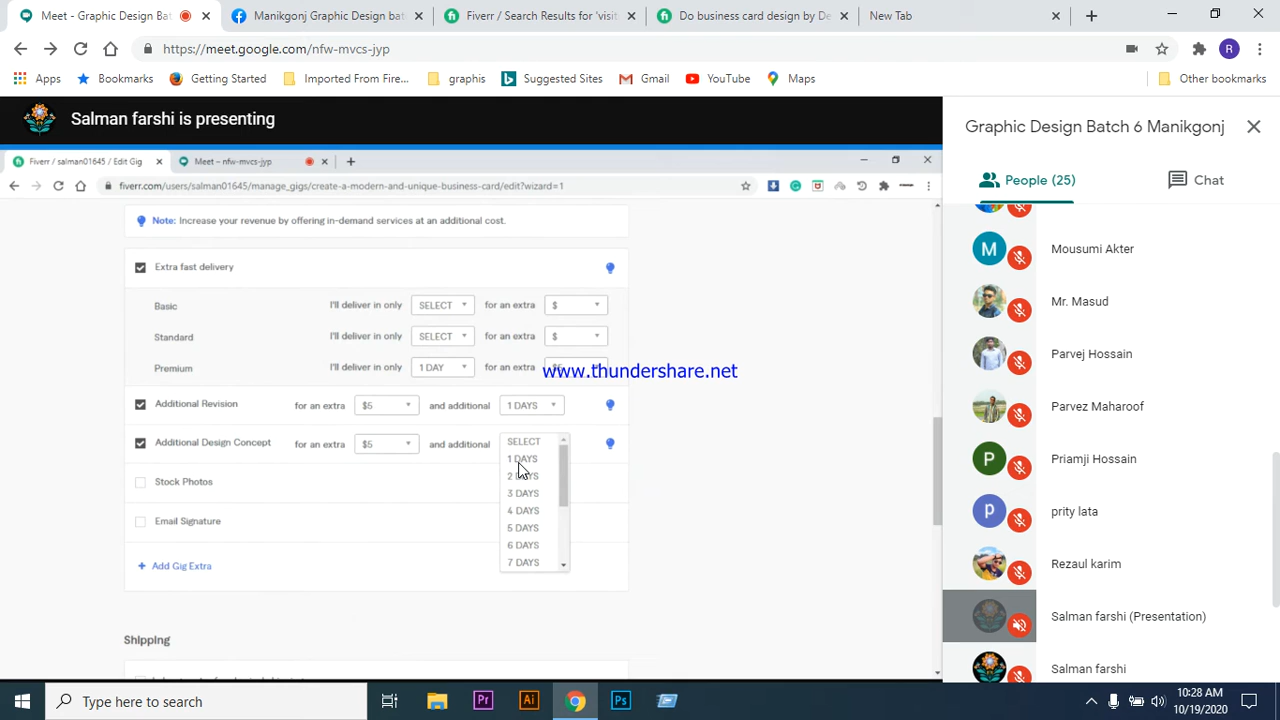 Meet - Graphic Design bat
Manikgonj Graphic Design bat
Fiverr / Search Results for 'visit
Do business card design by De
New Tab
https://meet.google.com/nfw-mvcs-jyp
R
Apps
Bookmarks
Getting Started
Imported From Fire...
graphis
Suggested Sites
Gmail
YouTube
Maps
Other bookmarks
Salman farshi is presenting
Fiverr / salman01645 / Edit Gig
Meet – nfw-mvcs-jyp
fiverr.com/users/salman01645/manage_gigs/create-a-modern-and-unique-business-card/edit?wizard=1
Note: Increase your revenue by offering in-demand services at an additional cost.
Extra fast delivery
Basic I'll deliver in only SELECT for an extra $
Standard I'll deliver in only SELECT for an extra $
Premium I'll deliver in only 1 DAY for an extra
www.thundershare.net
Additional Revision for an extra $5 and additional 1 DAYS
Additional Design Concept for an extra $5 and additional
SELECT
1 DAYS
2 DAYS
3 DAYS
4 DAYS
5 DAYS
6 DAYS
7 DAYS
Stock Photos
Email Signature
+ Add Gig Extra
Shipping
Graphic Design Batch 6 Manikgonj
People (25)
Chat
M
Mousumi Akter
Mr. Masud
Parvej Hossain
Parvez Maharoof
P
Priamji Hossain
p
prity lata
Rezaul karim
Salman farshi (Presentation)
Salman farshi
Type here to search
Pr
Ai
Ps
10:28 AM
10/19/2020